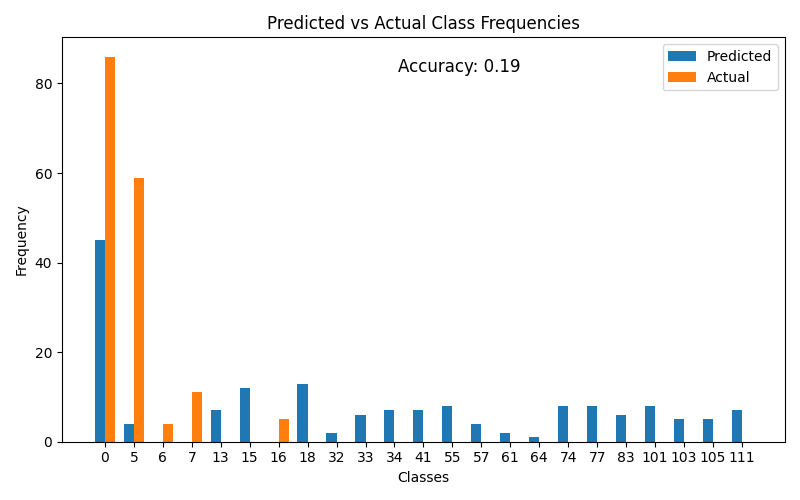 Predicted vs Actual Class Frequencies
Accuracy: 0.19
Predicted
Actual
Frequency
80
60
40
20
0
0 5 6 7 13 15 16 18 32 33 34 41 55 57 61 64 74 77 83 101 103 105 111
Classes